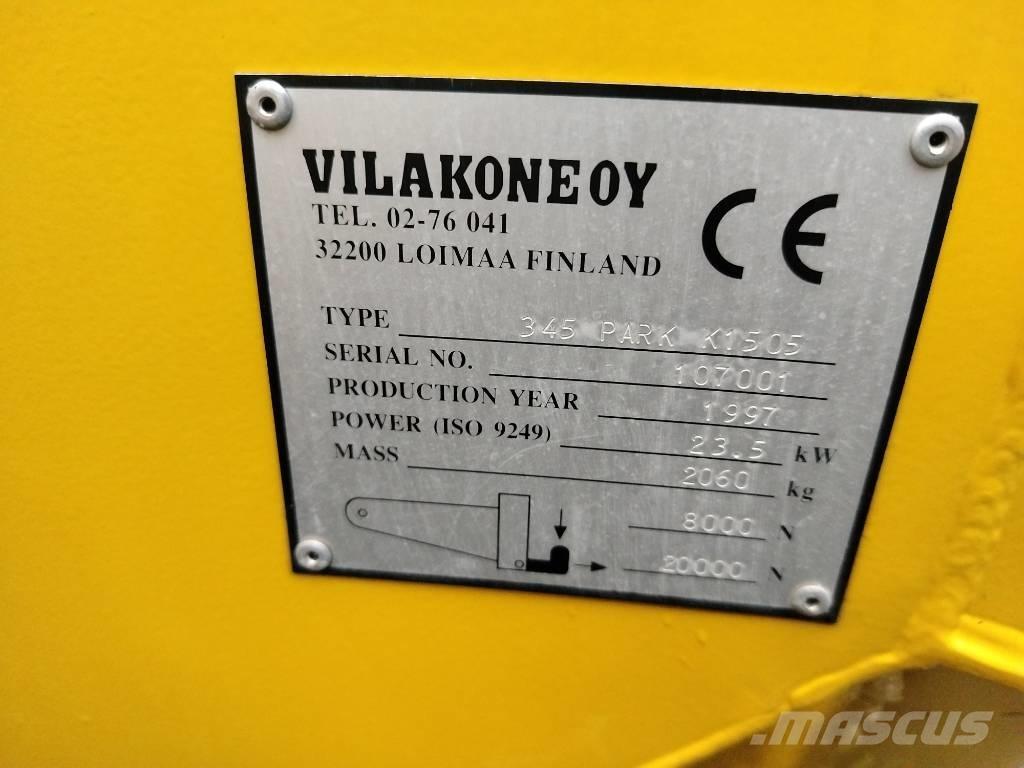 VILAKONE OY
TEL. 02-76 041
32200 LOIMAA FINLAND
CE
TYPE 345 PARK K1505
SERIAL NO. 107001
PRODUCTION YEAR 1997
POWER (ISO 9249) 23.5 kW
MASS 2060 kg
8000 N
20000 N
MASCUS